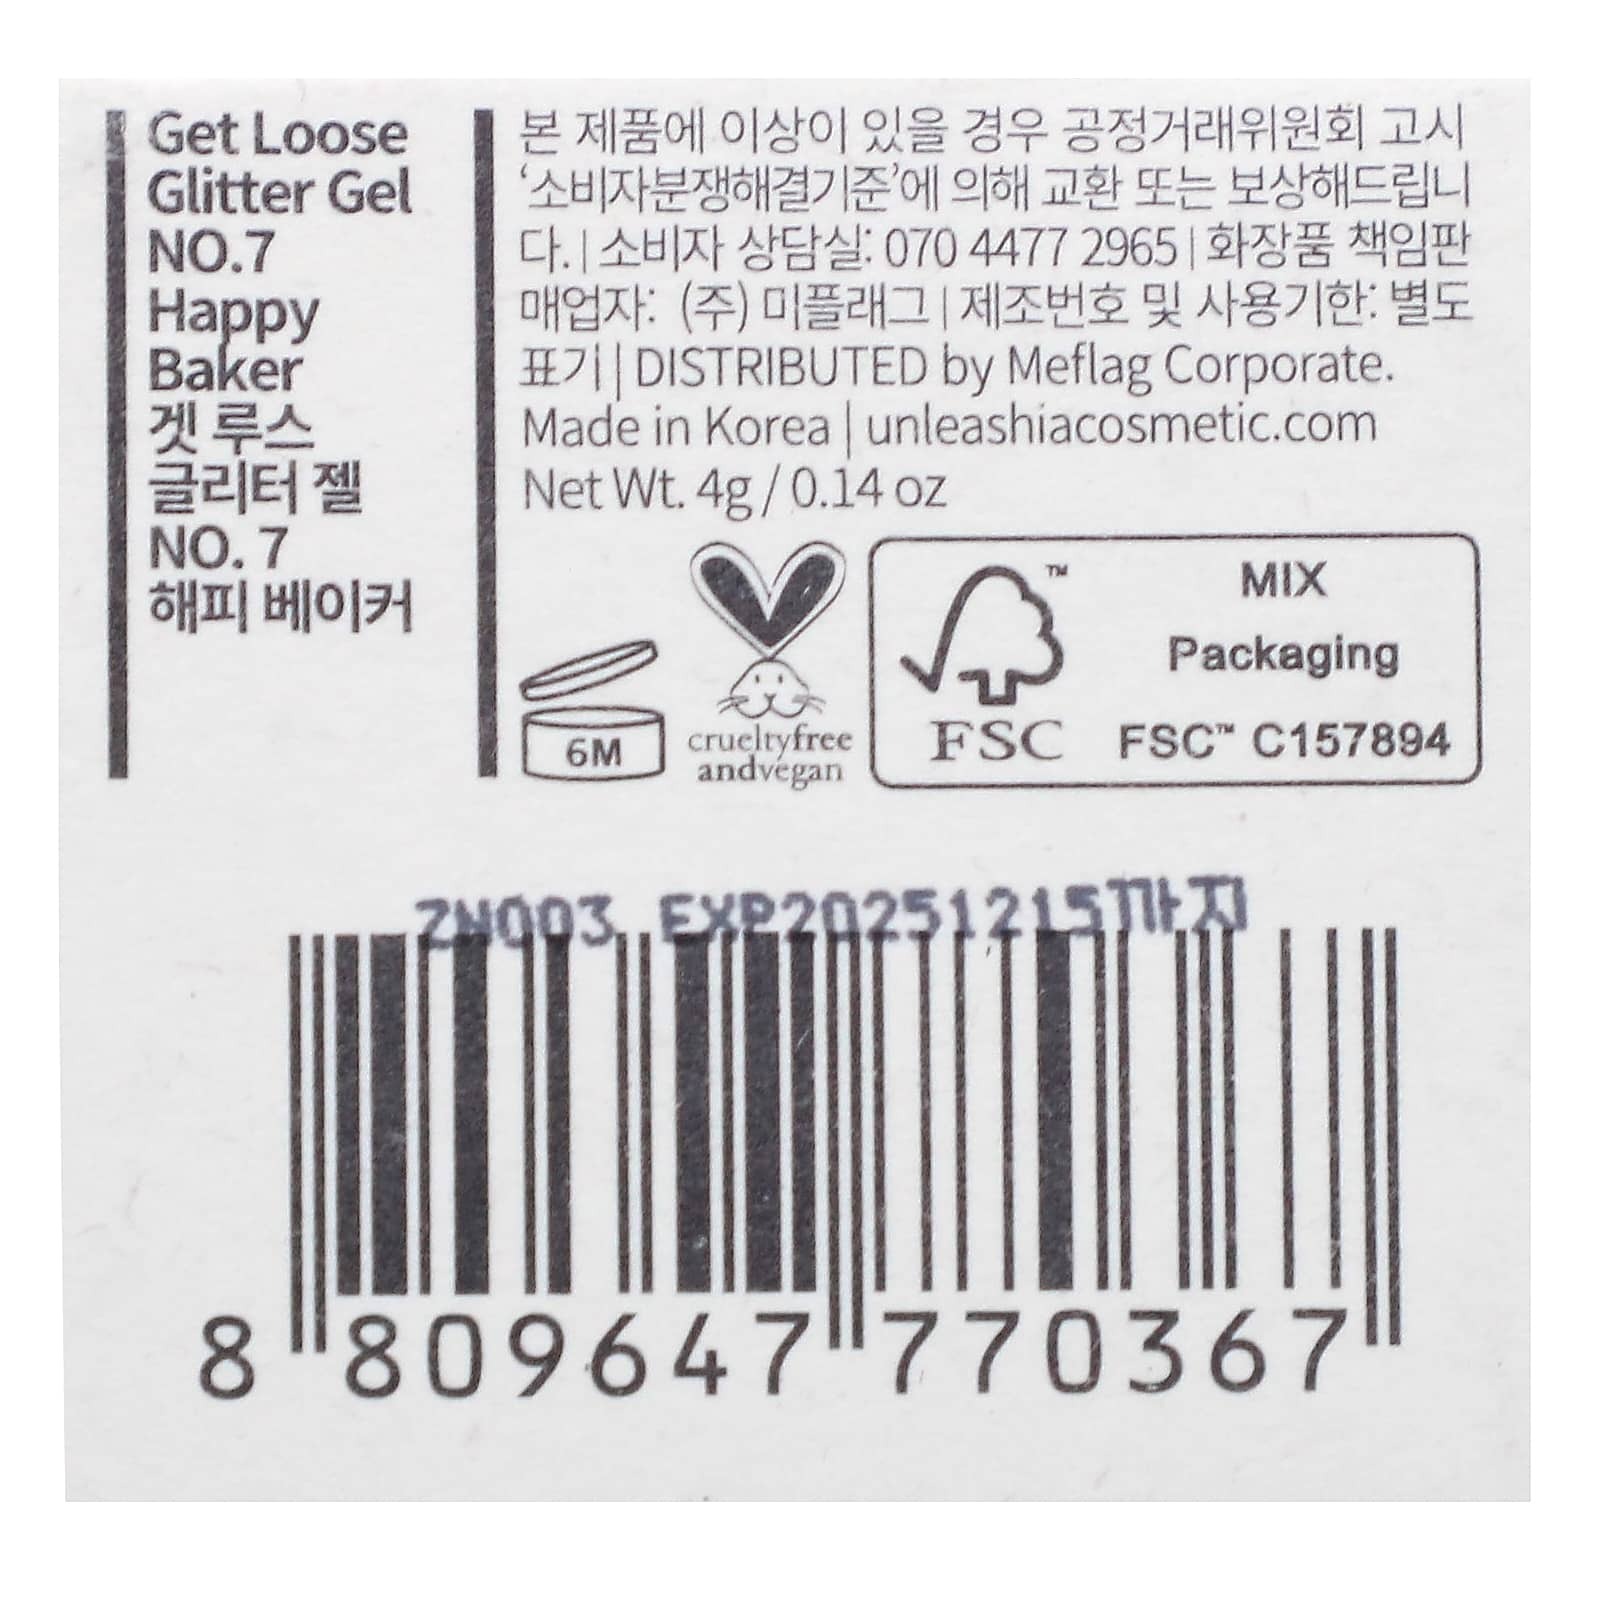 Get Loose
Glitter Gel
NO.7
Happy
Baker
겟 루스
글리터 젤
NO. 7
해피 베이커
본 제품에 이상이 있을 경우 공정거래위원회 고시
‘소비자분쟁해결기준’에 의해 교환 또는 보상해드립니
다. | 소비자 상담실: 070 4477 2965 | 화장품 책임판
매업자: (주) 미플래그 | 제조번호 및 사용기한: 별도
표기 | DISTRIBUTED by Meflag Corporate.
Made in Korea | unleashiacosmetic.com
Net Wt. 4g / 0.14 oz
6M
crueltyfree
andvegan
FSC
™
MIX
Packaging
FSC™ C157894
ZN003 EXP20251215까지
8 809647 770367